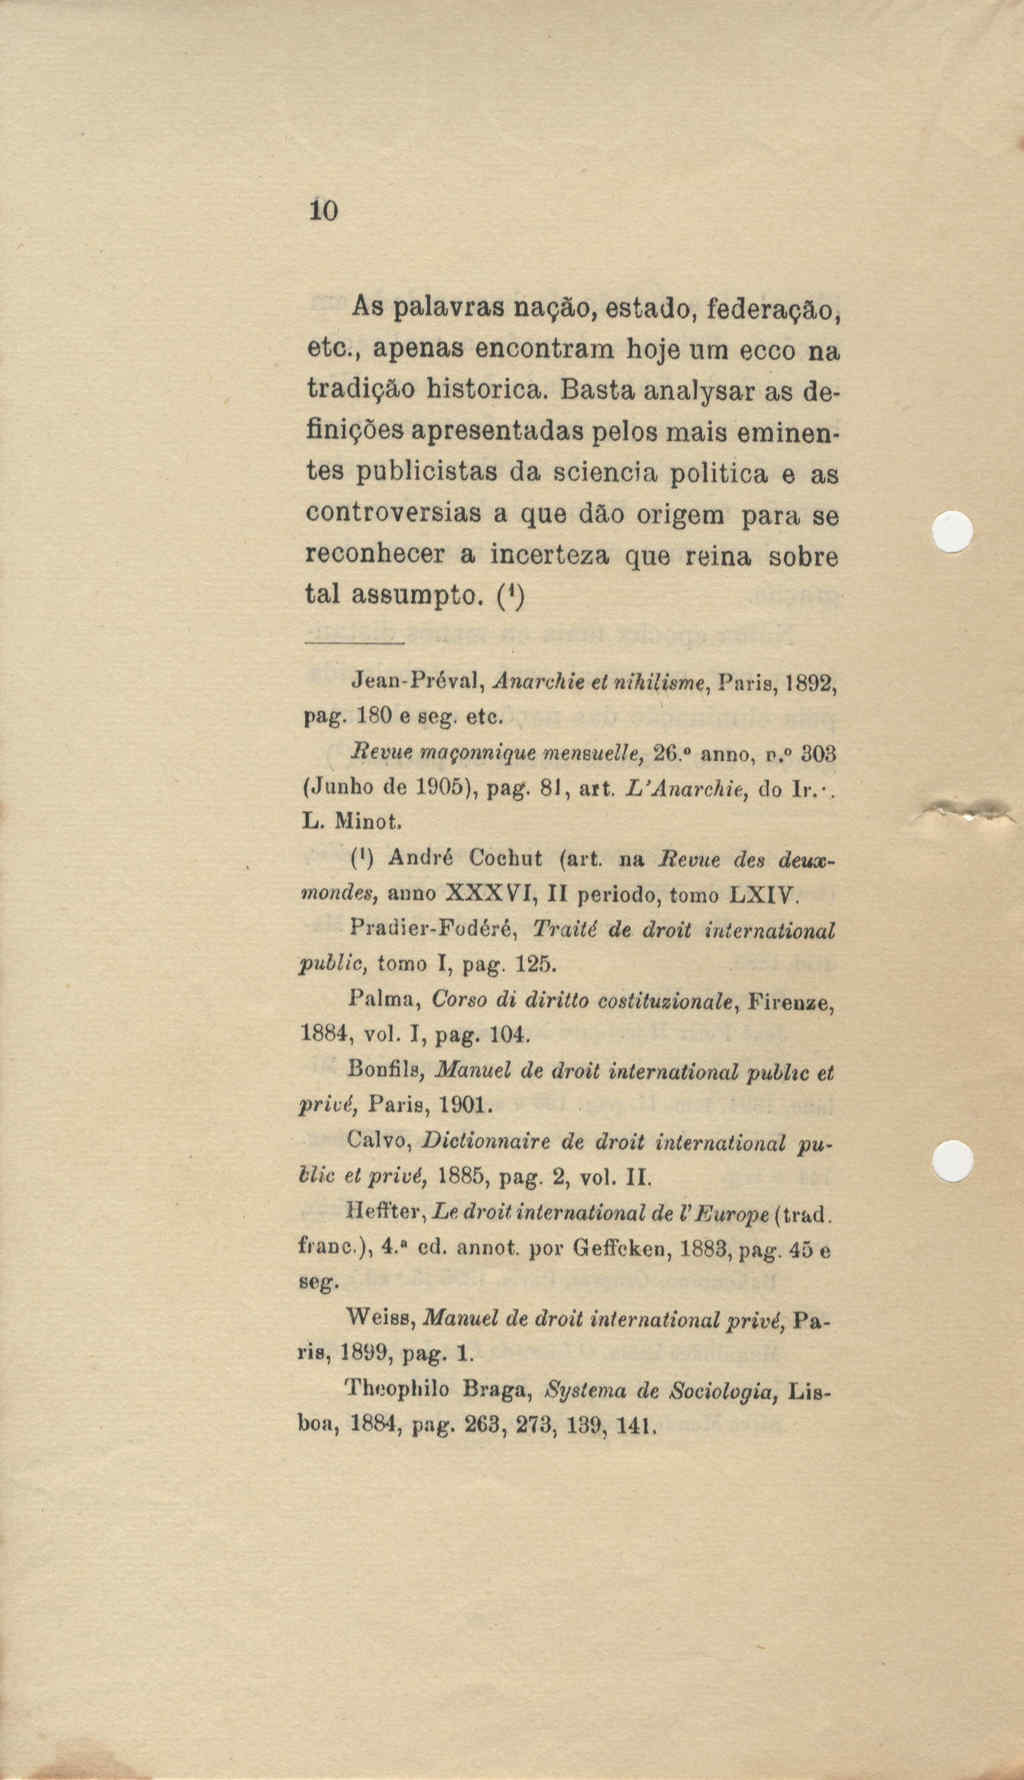 10
As palavras nação, estado, federação,
etc., apenas encontram hoje um ecco na
tradição historica. Basta analysar as de-
finições apresentadas pelos mais eminen-
tes publicistas da sciencia politica e as
controversias a que dão origem para se
reconhecer a incerteza que reina sobre
tal assumpto. (¹)
Jean-Préval, Anarchie et nihilisme, Paris, 1892,
pag. 180 e seg. etc.
Revue maçonnique mensuelle, 26.º anno, n.º 303
(Junho de 1905), pag. 81, art. L'Anarchie, do Ir.·.
L. Minot.
(¹) André Cochut (art. na Revue des deux-
mondes, anno XXXVI, II periodo, tomo LXIV.
Pradier-Fodéré, Traité de droit international
public, tomo I, pag. 125.
Palma, Corso di diritto costituzionale, Firenze,
1884, vol. I, pag. 104.
Bonfils, Manuel de droit international public et
privé, Paris, 1901.
Calvo, Dictionnaire de droit international pu-
blic et privé, 1885, pag. 2, vol. II.
Heffter, Le droit international de l'Europe (trad.
franc.), 4.ª ed. annot. por Geffcken, 1883, pag. 45 e
seg.
Weiss, Manuel de droit international privé, Pa-
ris, 1899, pag. 1.
Theophilo Braga, Systema de Sociologia, Lis-
boa, 1884, pag. 263, 273, 139, 141.